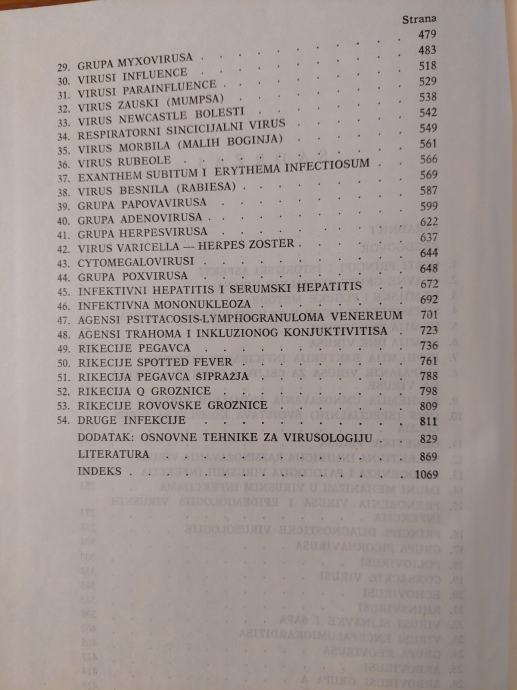 Strana
29. GRUPA MYXOVIRUSA . . . . . . . 479
30. VIRUSI INFLUENCE . . . . . . . 483
31. VIRUSI PARAINFLUENCE . . . . . . 518
32. VIRUS ZAUSKI (MUMPSA) . . . . . . 529
33. VIRUS NEWCASTLE BOLESTI . . . . . 538
34. RESPIRATORNI SINCICIJALNI VIRUS . . . . 542
35. VIRUS MORBILA (MALIH BOGINJA) . . . . 549
36. VIRUS RUBEOLE . . . . . . . 561
37. EXANTHEM SUBITUM I ERYTHEMA INFECTIOSUM . . 566
38. VIRUS BESNILA (RABIESA) . . . . . . 569
39. GRUPA PAPOVAVIRUSA . . . . . . 587
40. GRUPA ADENOVIRUSA . . . . . . . 599
41. GRUPA HERPESVIRUSA . . . . . . 622
42. VIRUS VARICELLA — HERPES ZOSTER . . . . 637
43. CYTOMEGALOVIRUSI . . . . . . . 644
44. GRUPA POXVIRUSA . . . . . . . 648
45. INFEKTIVNI HEPATITIS I SERUMSKI HEPATITIS . . 672
46. INFEKTIVNA MONONUKLEOZA . . . . . 692
47. AGENSI PSITTACOSIS-LYMPHOGRANULOMA VENEREUM 701
48. AGENSI TRAHOMA I INKLUZIONOG KONJUKTIVITISA . 723
49. RIKECIJE PEGAVCA . . . . . . . 736
50. RIKECIJE SPOTTED FEVER . . . . . . 761
51. RIKECIJE PEGAVCA ŠIPRAŽJA . . . . . 788
52. RIKECIJA Q GROZNICE . . . . . . 798
53. RIKECIJE ROVOVSKE GROZNICE . . . . . 809
54. DRUGE INFEKCIJE . . . . . . . 811
DODATAK: OSNOVNE TEHNIKE ZA VIRUSOLOGIJU . . 829
LITERATURA . . . . . . . . . 869
INDEKS . . . . . . . . . . 1069